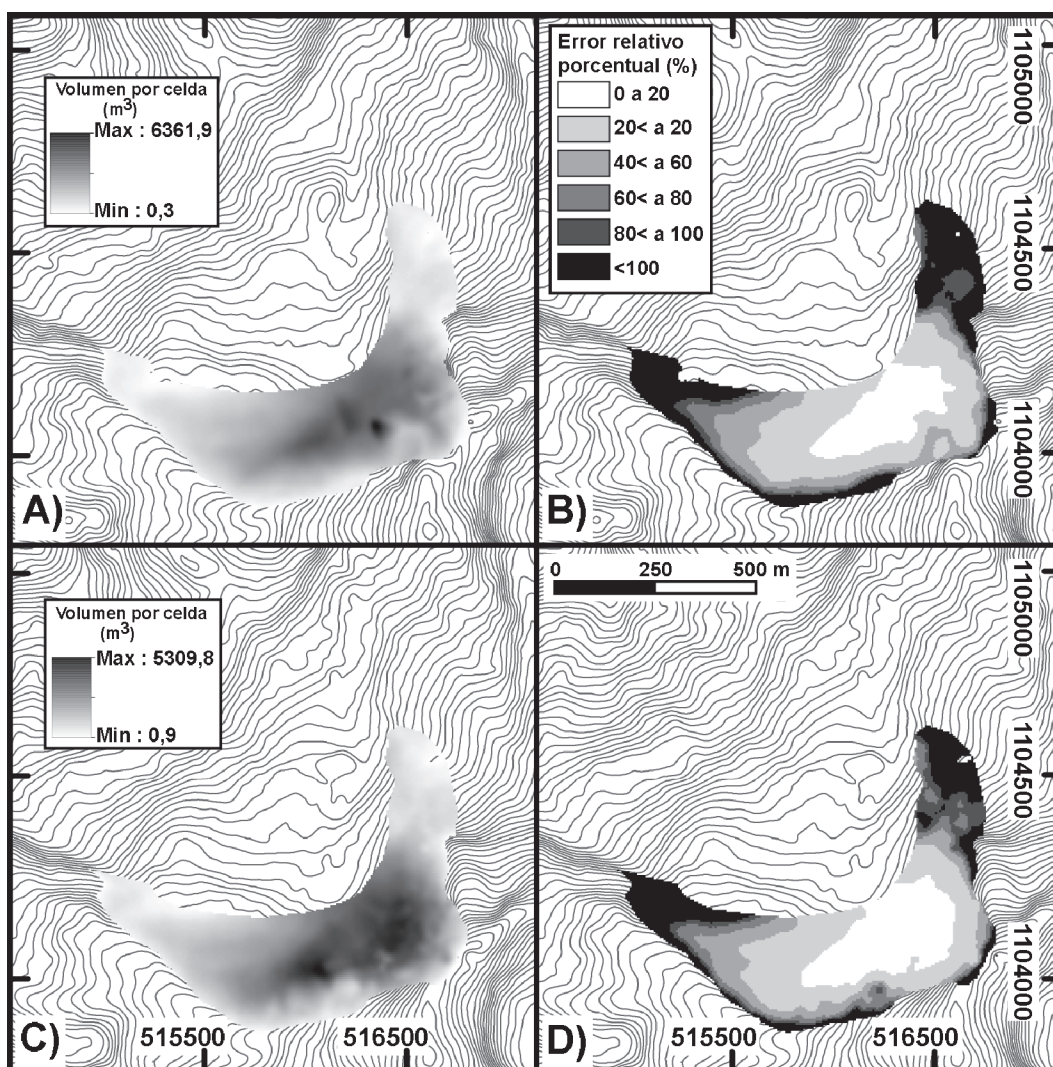 Volumen por celda
(m3)
Max : 6361,9
Min : 0,3
A)
Error relativo
porcentual (%)
0 a 20
20< a 20
40< a 60
60< a 80
80< a 100
<100
1105000
1104500
1104000
B)
Volumen por celda
(m3)
Max : 5309,8
Min : 0,9
C)
515500
516500
0 250 500 m
1105000
1104500
1104000
515500
516500
D)